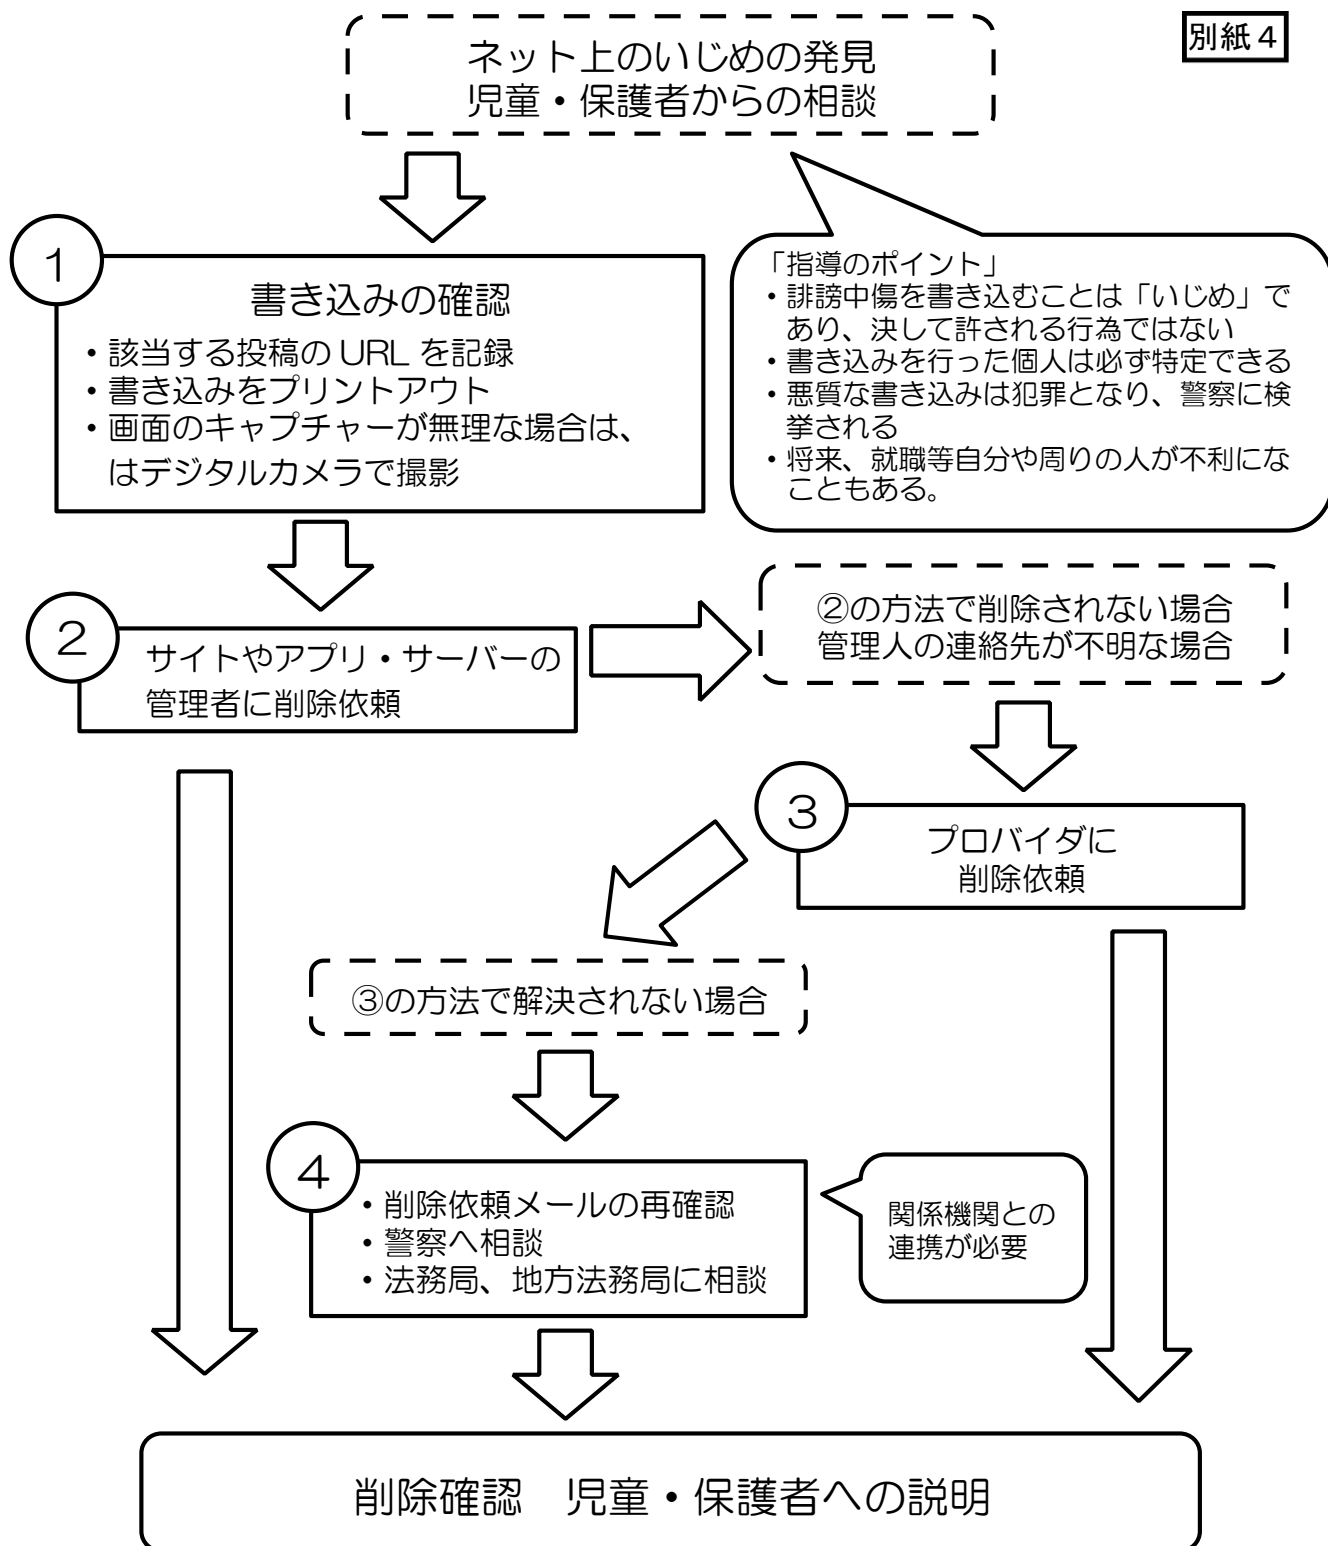 別紙４
ネット上のいじめの発見
児童・保護者からの相談
１
書き込みの確認
・該当する投稿の URL を記録
・書き込みをプリントアウト
・画面のキャプチャーが無理な場合は、
はデジタルカメラで撮影
「指導のポイント」
・誹謗中傷を書き込むことは「いじめ」で
あり、決して許される行為ではない
・書き込みを行った個人は必ず特定できる
・悪質な書き込みは犯罪となり、警察に検
挙される
・将来、就職等自分や周りの人が不利にな
こともある。
２
サイトやアプリ・サーバーの
管理者に削除依頼
②の方法で削除されない場合
管理人の連絡先が不明な場合
３
プロバイダに
削除依頼
③の方法で解決されない場合
４
・削除依頼メールの再確認
・警察へ相談
・法務局、地方法務局に相談
関係機関との
連携が必要
削除確認　児童・保護者への説明